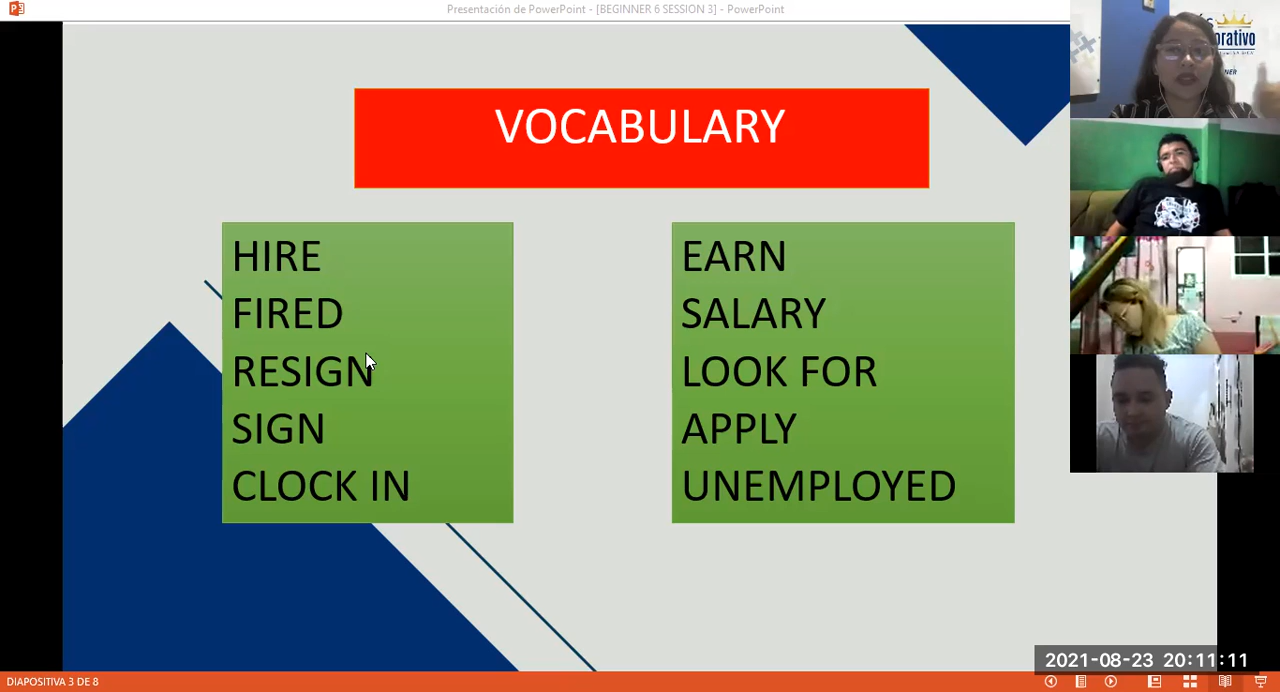 Presentación de PowerPoint - [BEGINNER 6 SESSION 3] - PowerPoint
VOCABULARY
HIRE
FIRED
RESIGN
SIGN
CLOCK IN
EARN
SALARY
LOOK FOR
APPLY
UNEMPLOYED
2021-08-23 20:11:11
DIAPOSITIVA 3 DE 8